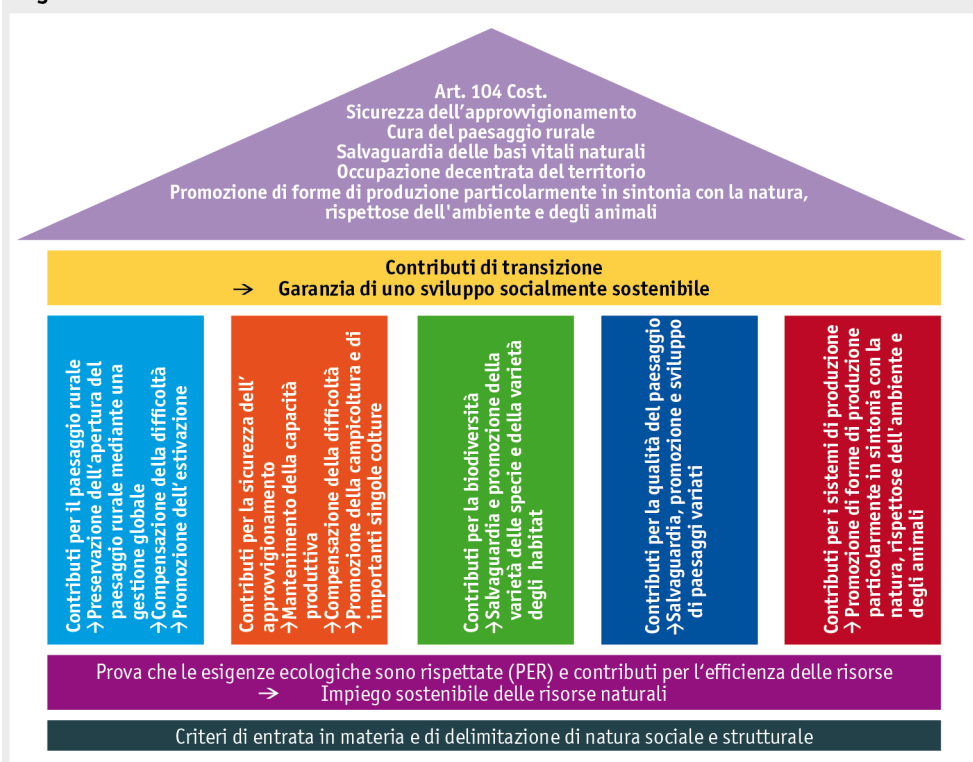 Art. 104 Cost.
Sicurezza dell'approvvigionamento
Cura del paesaggio rurale
Salvaguardia delle basi vitali naturali
Occupazione decentrata del territorio
Promozione di forme di produzione particolarmente in sintonia con la natura,
rispettose dell'ambiente e degli animali
Contributi di transizione
→ Garanzia di uno sviluppo socialmente sostenibile
Contributi per il paesaggio rurale
→Preservazione dell'apertura del
paesaggio rurale mediante una
gestione globale
→Compensazione della difficoltà
→Promozione dell'estivazione
Contributi per la sicurezza dell'
approvvigionamento
→Mantenimento della capacità
produttiva
→Compensazione della difficoltà
→Promozione della campicoltura e di
importanti singole colture
Contributi per la biodiversità
→Salvaguardia e promozione della
varietà delle specie e della varietà
degli habitat
Contributi per la qualità del paesaggio
→Salvaguardia, promozione e sviluppo
di paesaggi variati
Contributi per i sistemi di produzione
→Promozione di forme di produzione
particolarmente in sintonia con la
natura, rispettose dell'ambiente e
degli animali
Prova che le esigenze ecologiche sono rispettate (PER) e contributi per l'efficienza delle risorse
→ Impiego sostenibile delle risorse naturali
Criteri di entrata in materia e di delimitazione di natura sociale e strutturale